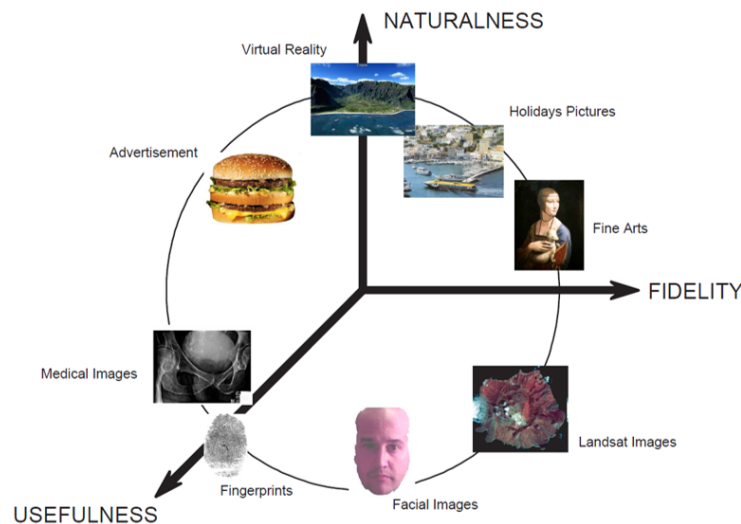 NATURALNESS
Virtual Reality
Holidays Pictures
Advertisement
Fine Arts
FIDELITY
Medical Images
Landsat Images
Fingerprints
Facial Images
USEFULNESS